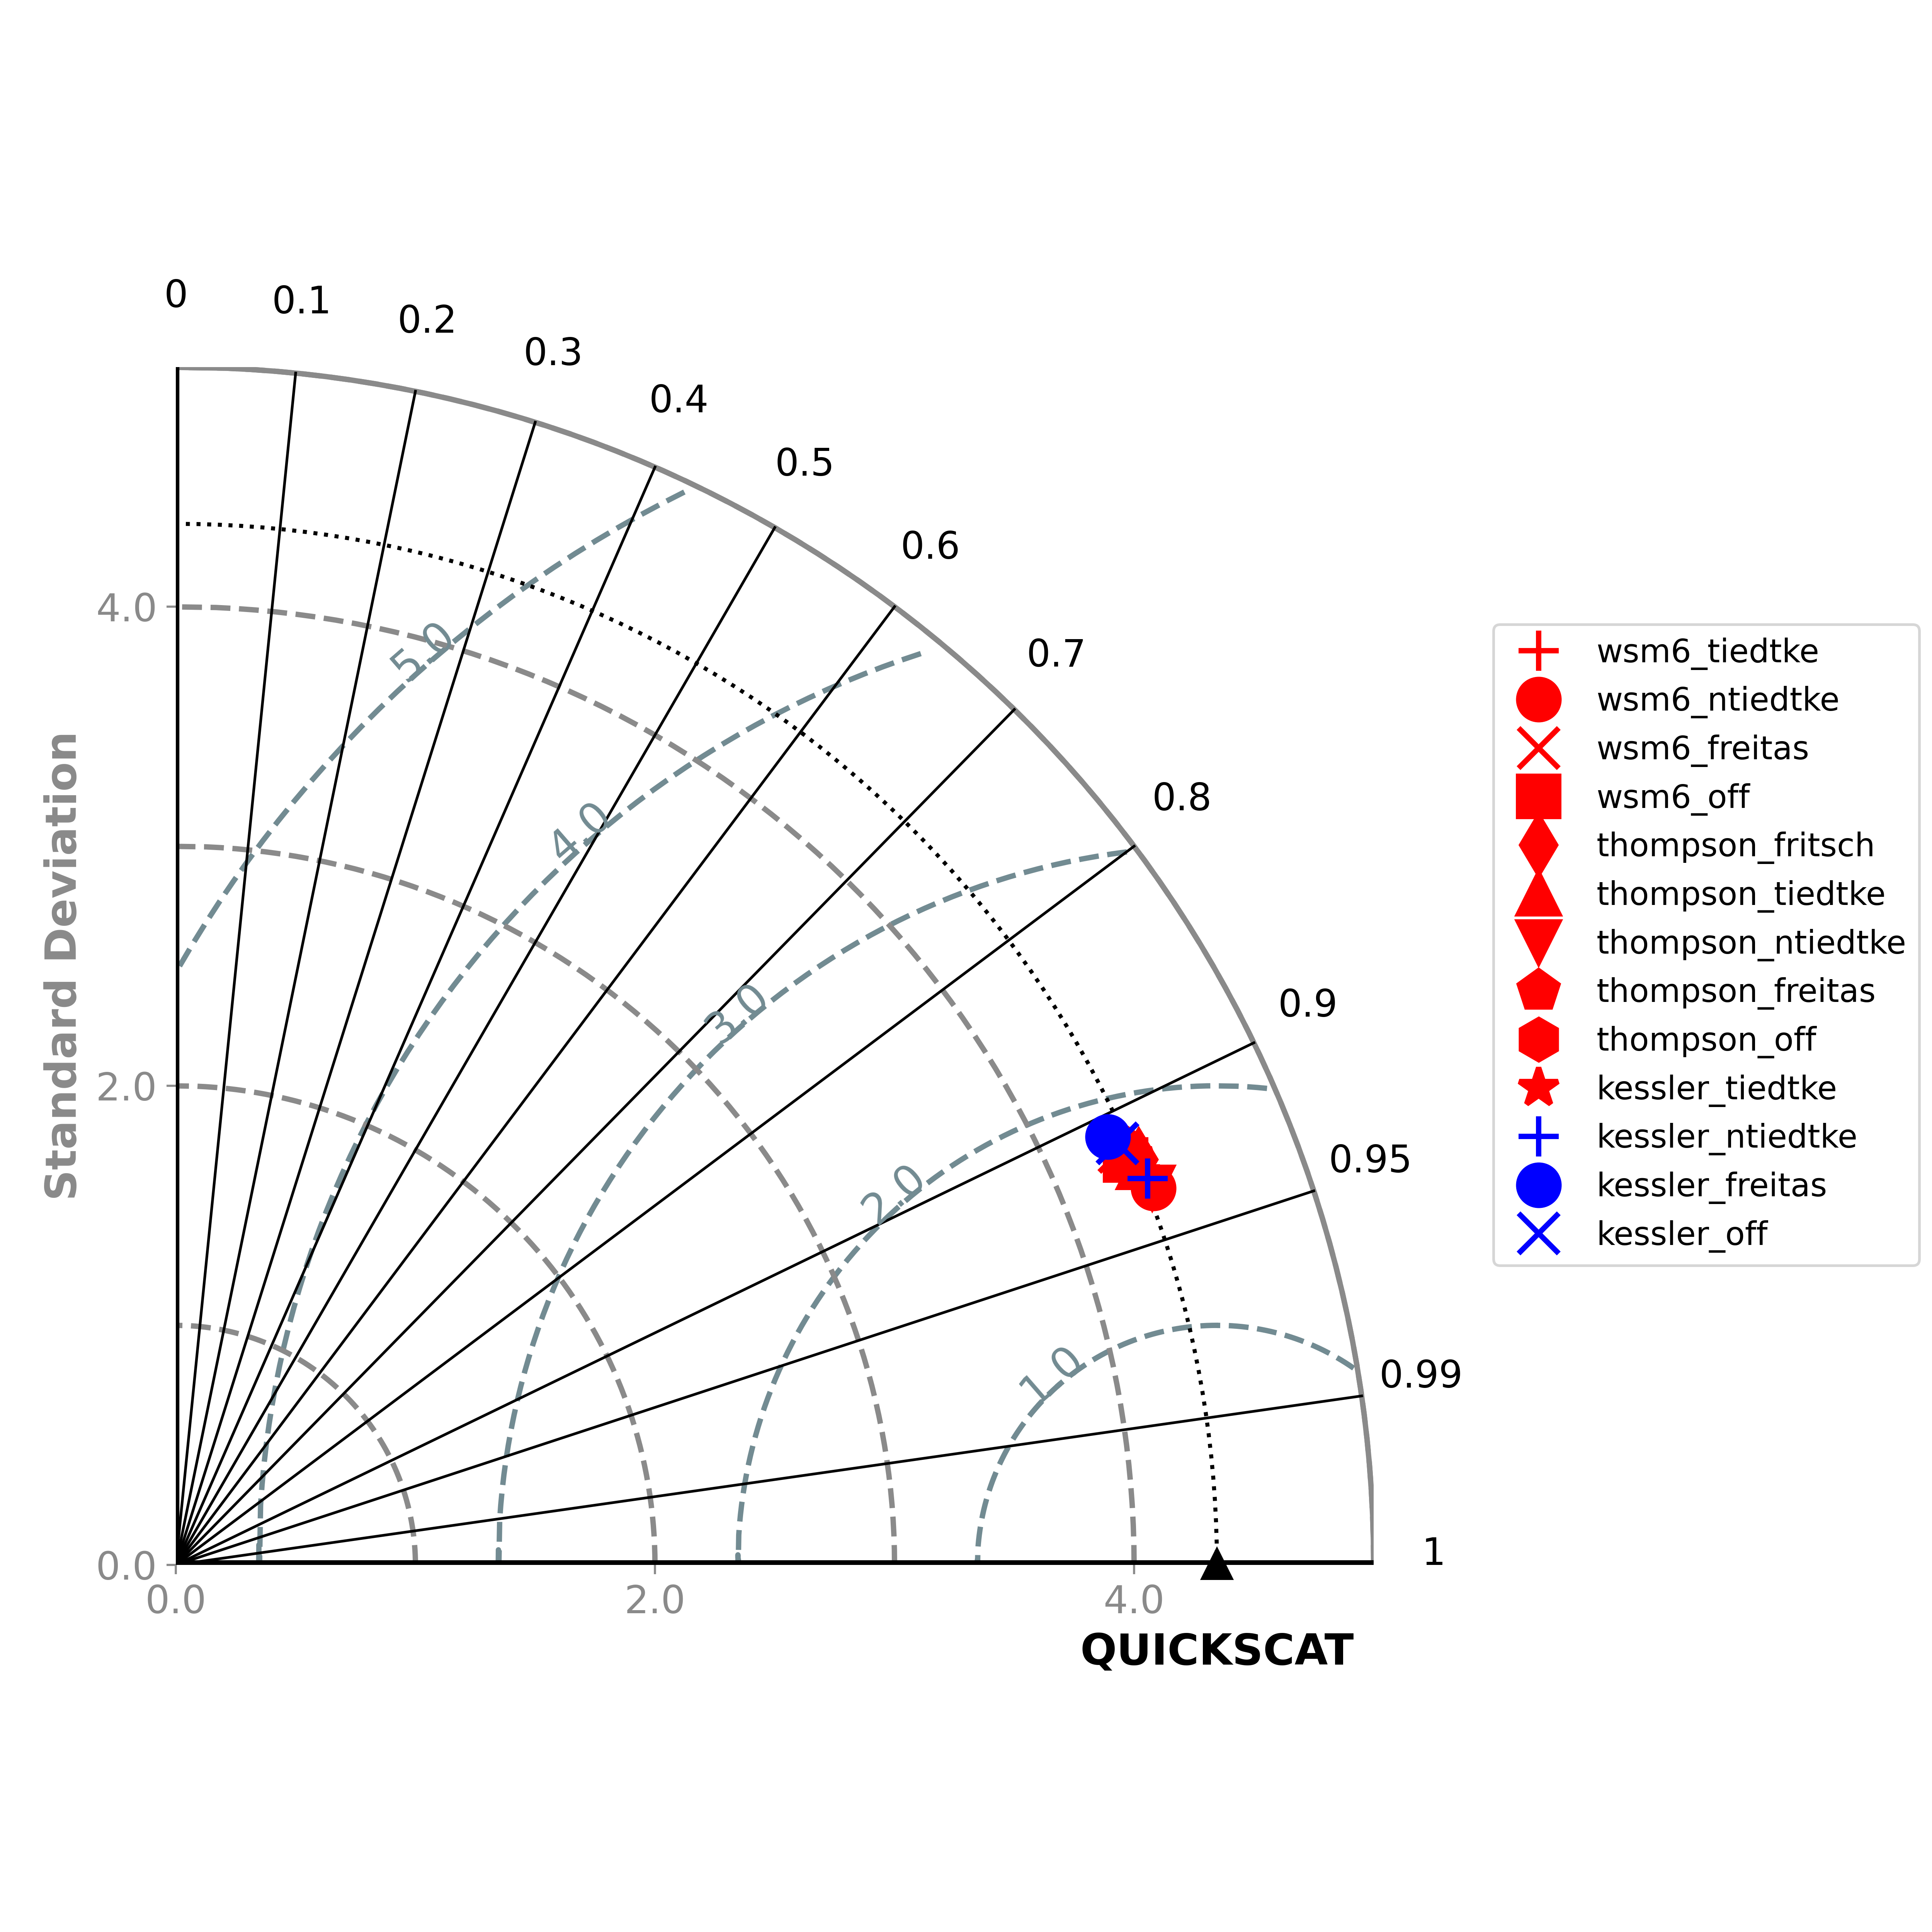 0
0.1
0.2
0.3
0.4
0.5
0.6
0.7
0.8
0.9
0.95
0.99
1
5.0
4.0
3.0
2.0
1.0
Standard Deviation
4.0
2.0
0.0
0.0
2.0
4.0
QUICKSCAT
wsm6_tiedtke
wsm6_ntiedtke
wsm6_freitas
wsm6_off
thompson_fritsch
thompson_tiedtke
thompson_ntiedtke
thompson_freitas
thompson_off
kessler_tiedtke
kessler_ntiedtke
kessler_freitas
kessler_off